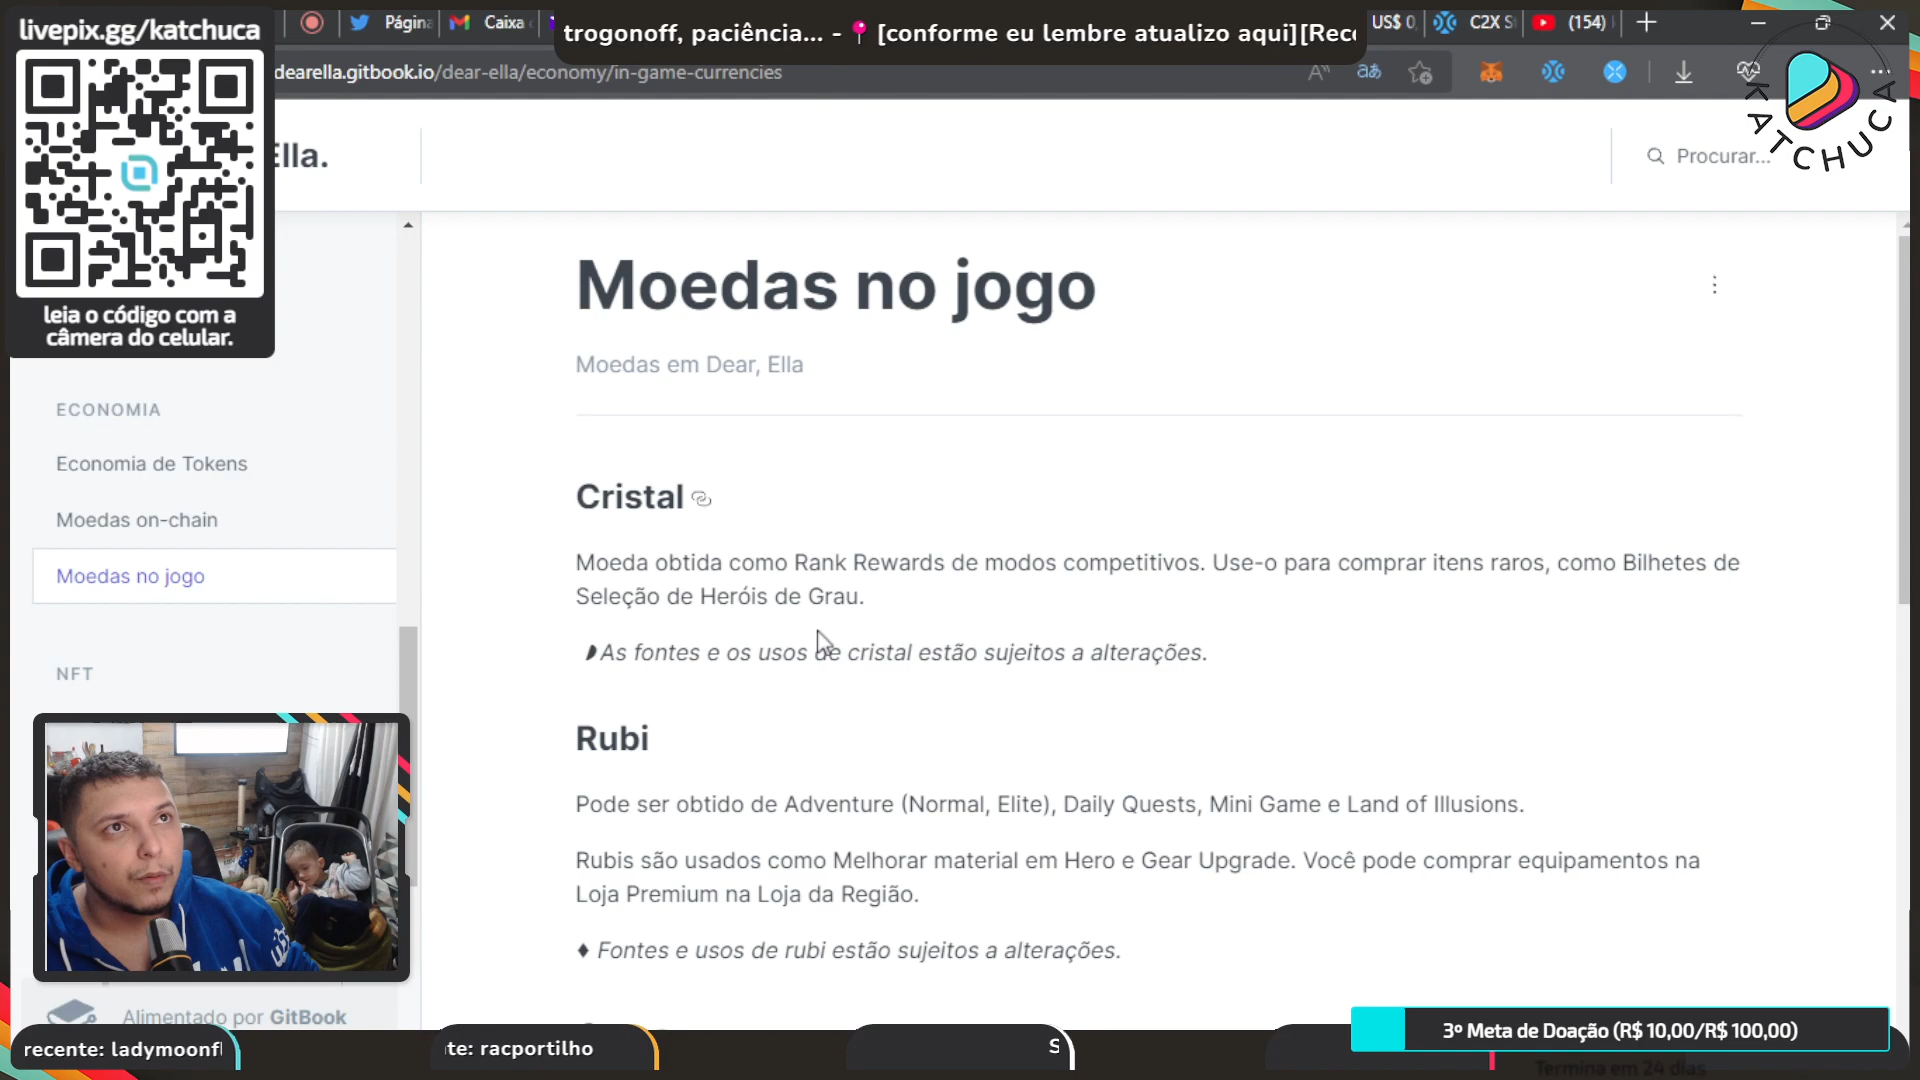 livepix.gg/katchuca
leia o código com a
câmera do celular.
Página
Caixa
trogonoff, paciência... - 📍 [conforme eu lembre atualizo aqui][Rec
US$ 0,
C2X S
(154)
dearella.gitbook.io/dear-ella/economy/in-game-currencies
KATCHUCA
Ella.
Procurar...
ECONOMIA
Economia de Tokens
Moedas on-chain
Moedas no jogo
NFT
Alimentado por GitBook
Moedas no jogo
Moedas em Dear, Ella
Cristal
Moeda obtida como Rank Rewards de modos competitivos. Use-o para comprar itens raros, como Bilhetes de
Seleção de Heróis de Grau.
As fontes e os usos de cristal estão sujeitos a alterações.
Rubi
Pode ser obtido de Adventure (Normal, Elite), Daily Quests, Mini Game e Land of Illusions.
Rubis são usados como Melhorar material em Hero e Gear Upgrade. Você pode comprar equipamentos na
Loja Premium na Loja da Região.
♦ Fontes e usos de rubi estão sujeitos a alterações.
recente: ladymoonfl
te: racportilho
S
3º Meta de Doação (R$ 10,00/R$ 100,00)
Termina em 24 dias